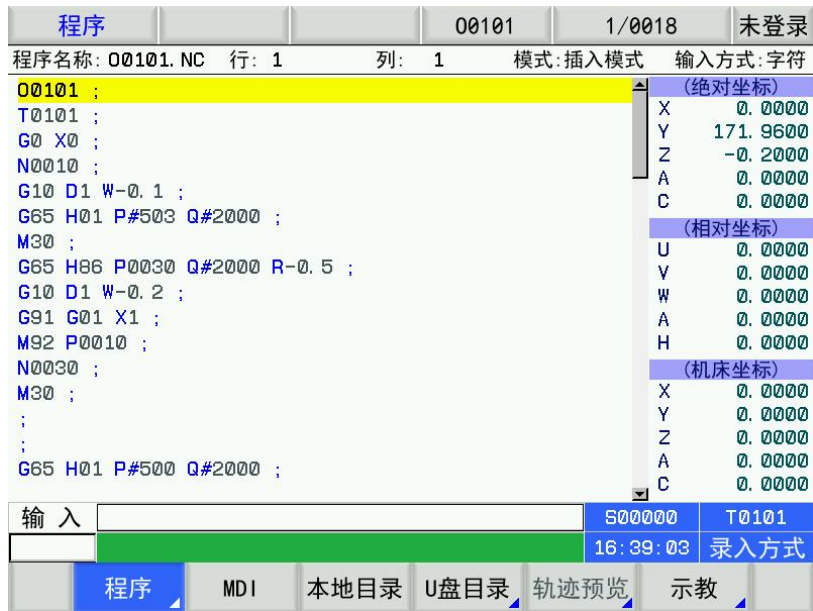 程序 O0101 1/0018 未登录
程序名称: O0101.NC 行: 1 列: 1 模式:插入模式 输入方式:字符
O0101 ;
T0101 ;
G0 X0 ;
N0010 ;
G10 D1 W-0.1 ;
G65 H01 P#503 Q#2000 ;
M30 ;
G65 H86 P0030 Q#2000 R-0.5 ;
G10 D1 W-0.2 ;
G91 G01 X1 ;
M92 P0010 ;
N0030 ;
M30 ;
;
;
G65 H01 P#500 Q#2000 ;
(绝对坐标)
X 0.0000
Y 171.9600
Z -0.2000
A 0.0000
C 0.0000
(相对坐标)
U 0.0000
V 0.0000
W 0.0000
A 0.0000
H 0.0000
(机床坐标)
X 0.0000
Y 0.0000
Z 0.0000
A 0.0000
C 0.0000
输入 S00000 T0101
16:39:03 录入方式
程序 MDI 本地目录 U盘目录 轨迹预览 示教